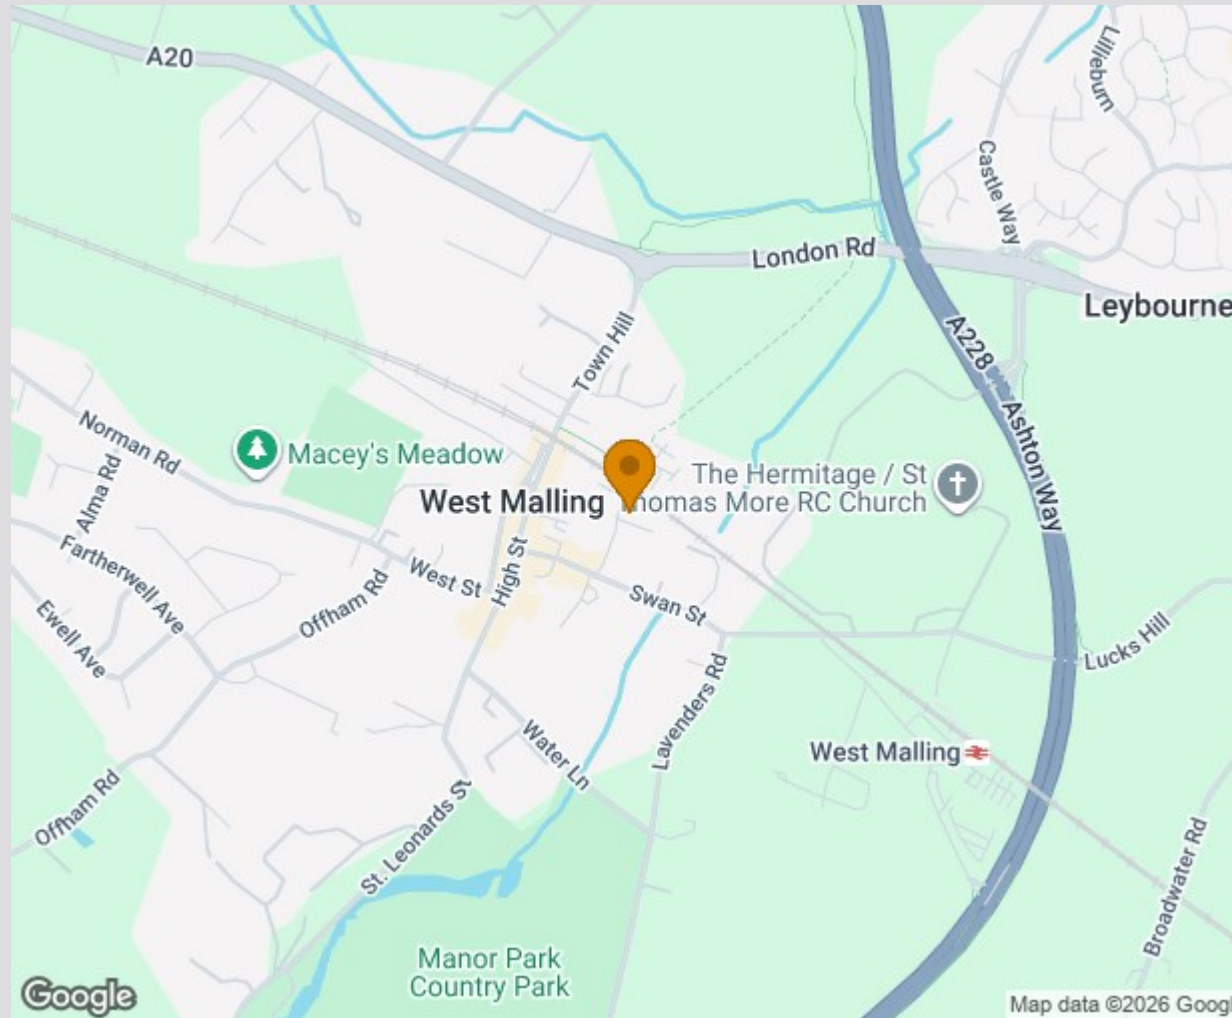 A20
Lillieburn
Castle Way
London Rd
Leybourne
A228
Ashton Way
Town Hill
Norman Rd
Macey's Meadow
Alma Rd
West Malling
The Hermitage / St
Thomas More RC Church
Fartherwell Ave
West St
High St
Offham Rd
Swan St
Ewell Ave
Lucks Hill
Lavenders Rd
Water Ln
West Malling
Offham Rd
St. Leonards St
Broadwater Rd
Manor Park
Country Park
Google
Map data ©2026 Googl